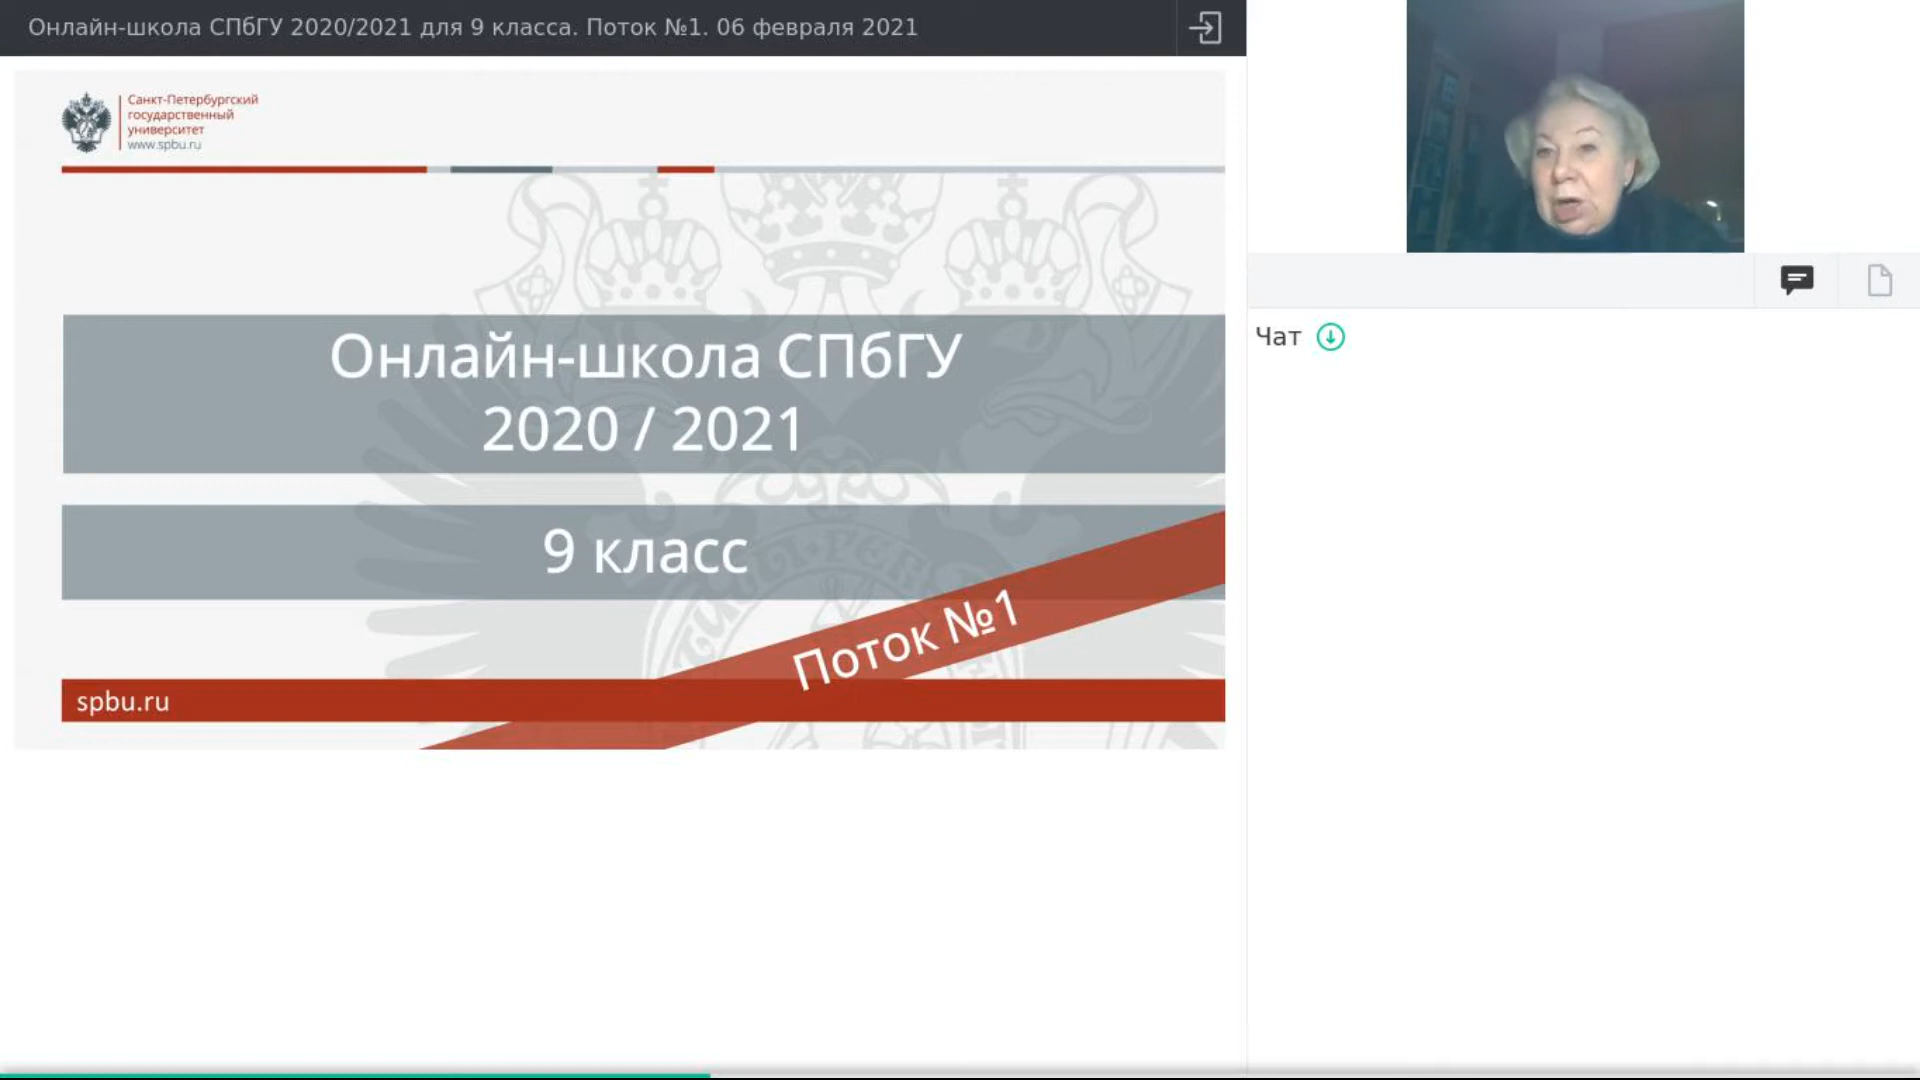 Онлайн-школа СПбГУ 2020/2021 для 9 класса. Поток №1. 06 февраля 2021
Санкт-Петербургский
государственный
университет
www.spbu.ru
Онлайн-школа СПбГУ
2020 / 2021
9 класс
Поток №1
spbu.ru
Чат